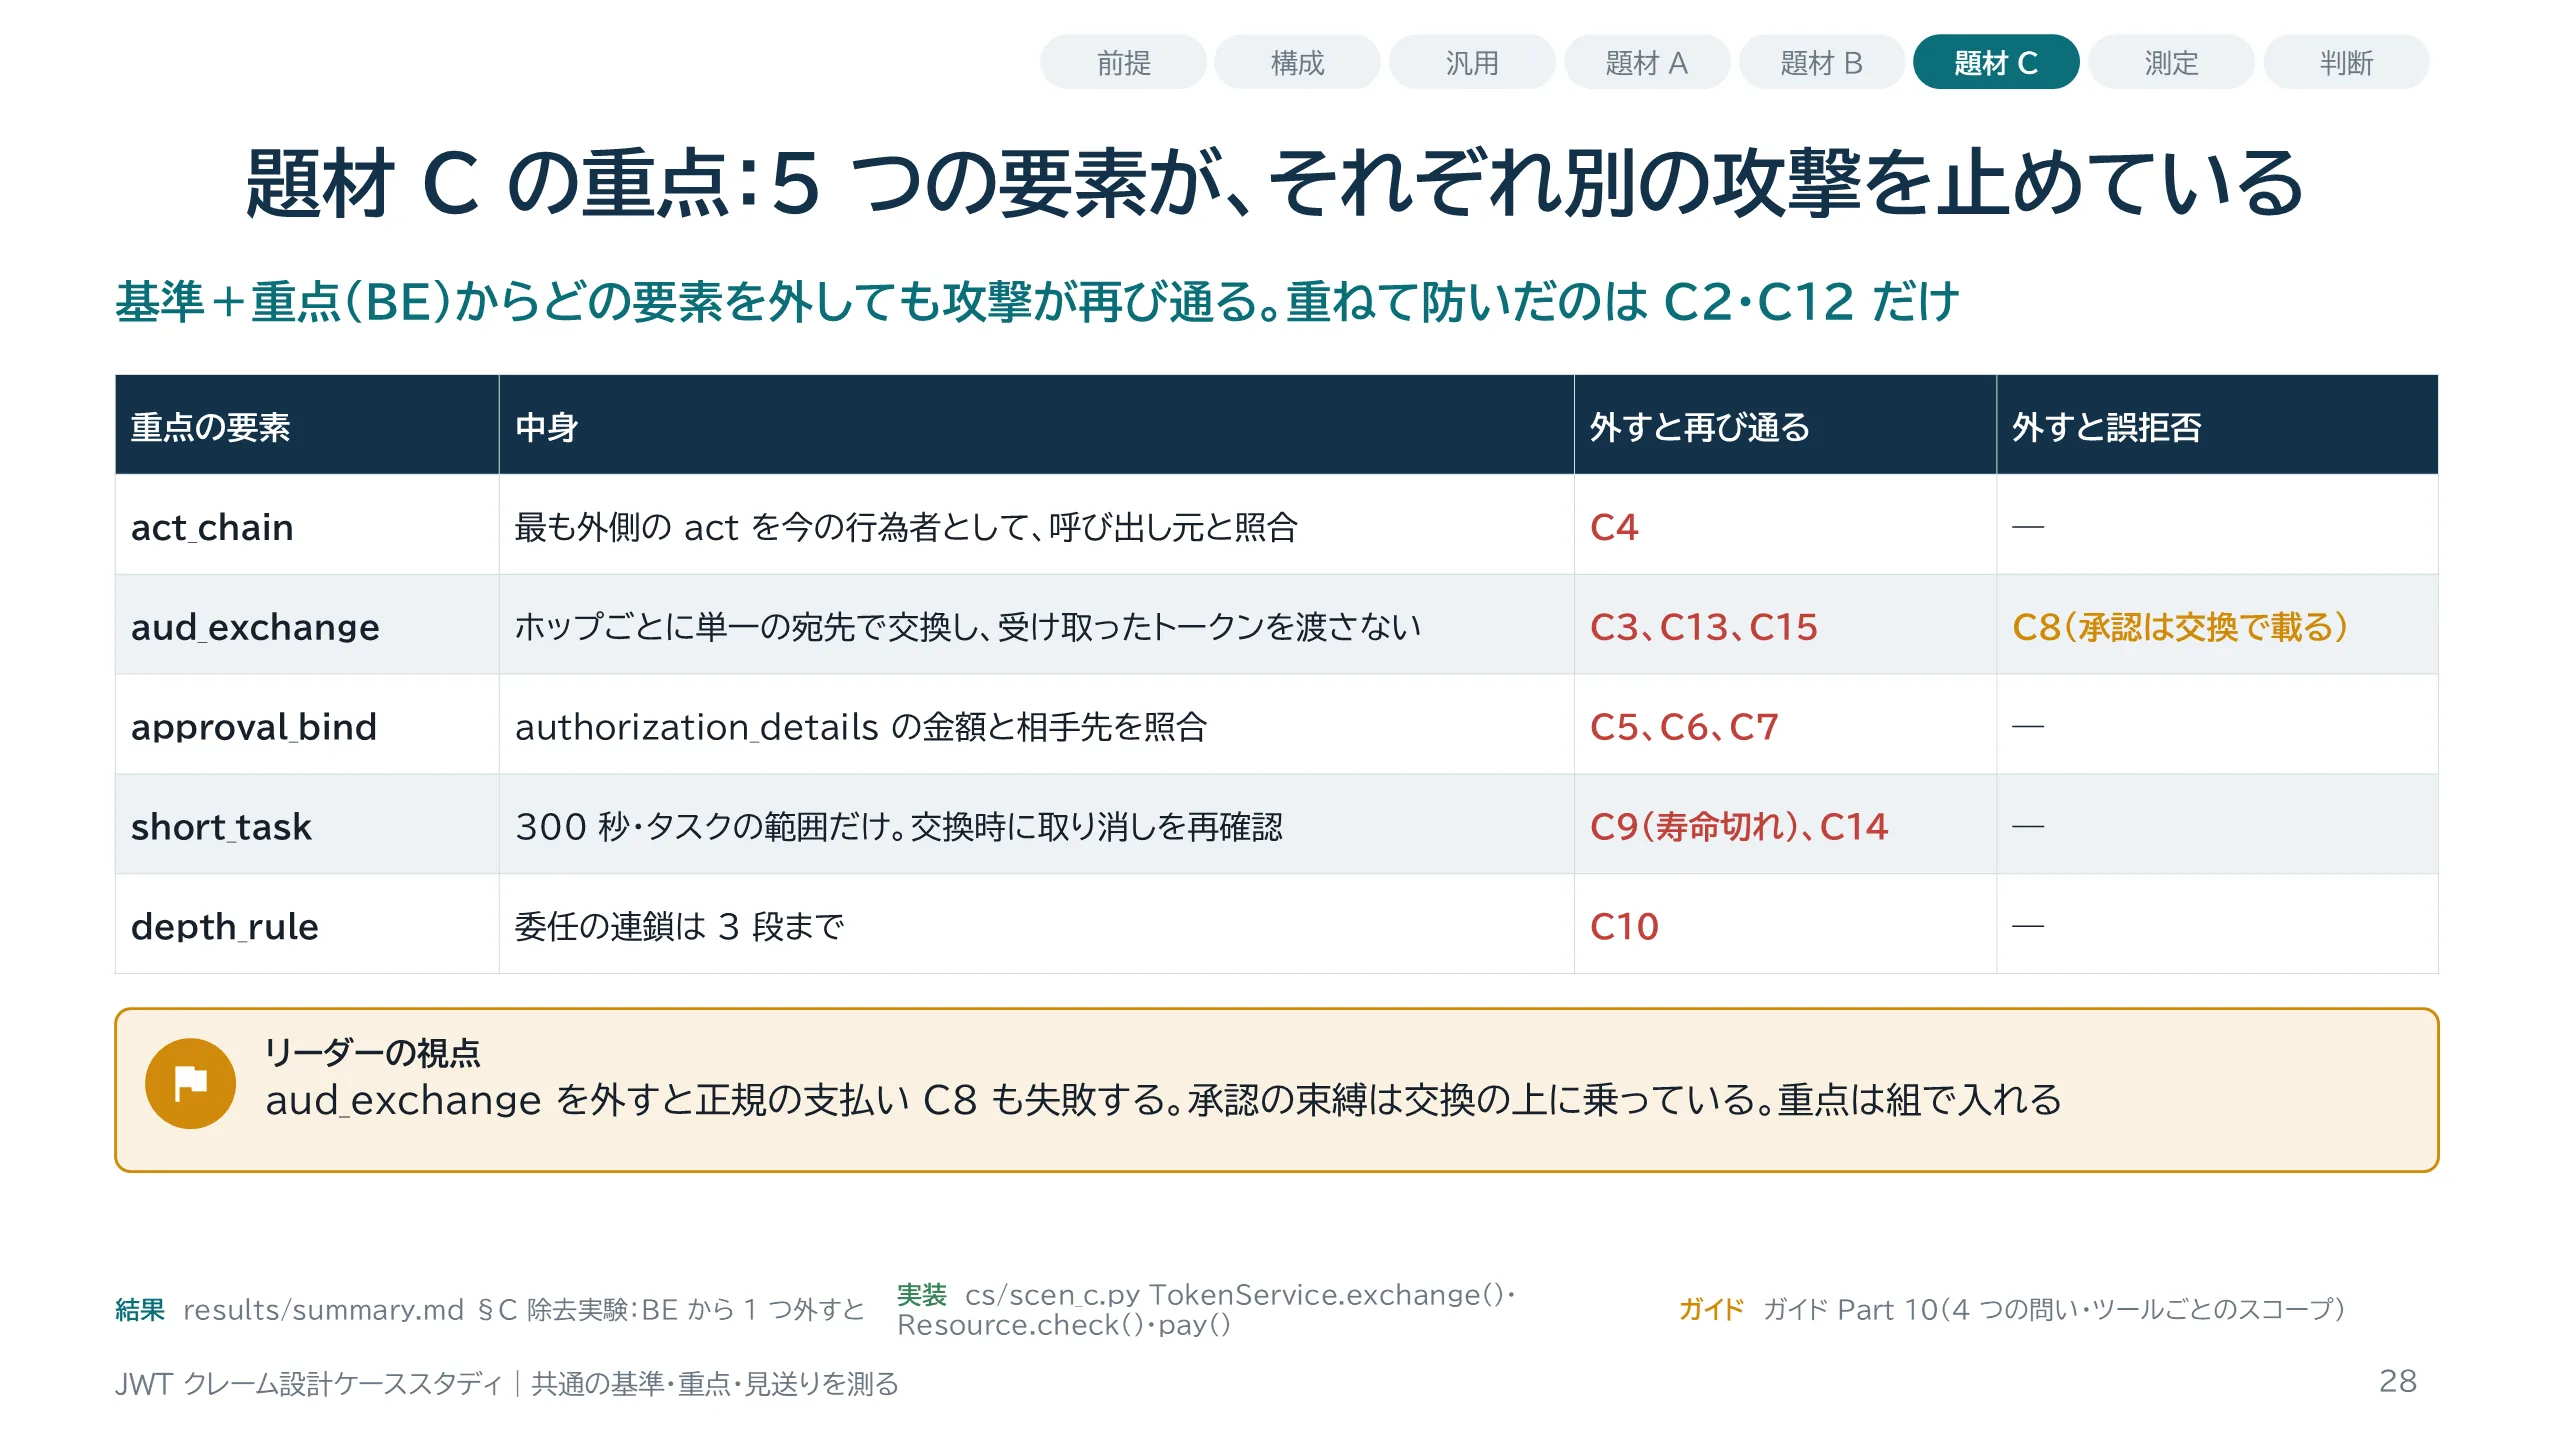 前提
構成
汎用
題材 A
題材 B
題材 C
測定
判断
題材 C の重点：5 つの要素が、それぞれ別の攻撃を止めている
基準＋重点（BE）からどの要素を外しても攻撃が再び通る。重ねて防いだのは C2・C12 だけ
重点の要素
中身
外すと再び通る
外すと誤拒否
act_chain
最も外側の act を今の行為者として、呼び出し元と照合
C4
—
aud_exchange
ホップごとに単一の宛先で交換し、受け取ったトークンを渡さない
C3、C13、C15
C8（承認は交換で載る）
approval_bind
authorization_details の金額と相手先を照合
C5、C6、C7
—
short_task
300 秒・タスクの範囲だけ。交換時に取り消しを再確認
C9（寿命切れ）、C14
—
depth_rule
委任の連鎖は 3 段まで
C10
—
リーダーの視点
aud_exchange を外すと正規の支払い C8 も失敗する。承認の束縛は交換の上に乗っている。重点は組で入れる
結果 results/summary.md §C 除去実験：BE から 1 つ外すと
実装 cs/scen_c.py TokenService.exchange()・
Resource.check()・pay()
ガイド ガイド Part 10（4 つの問い・ツールごとのスコープ）
JWT クレーム設計ケーススタディ｜共通の基準・重点・見送りを測る
28